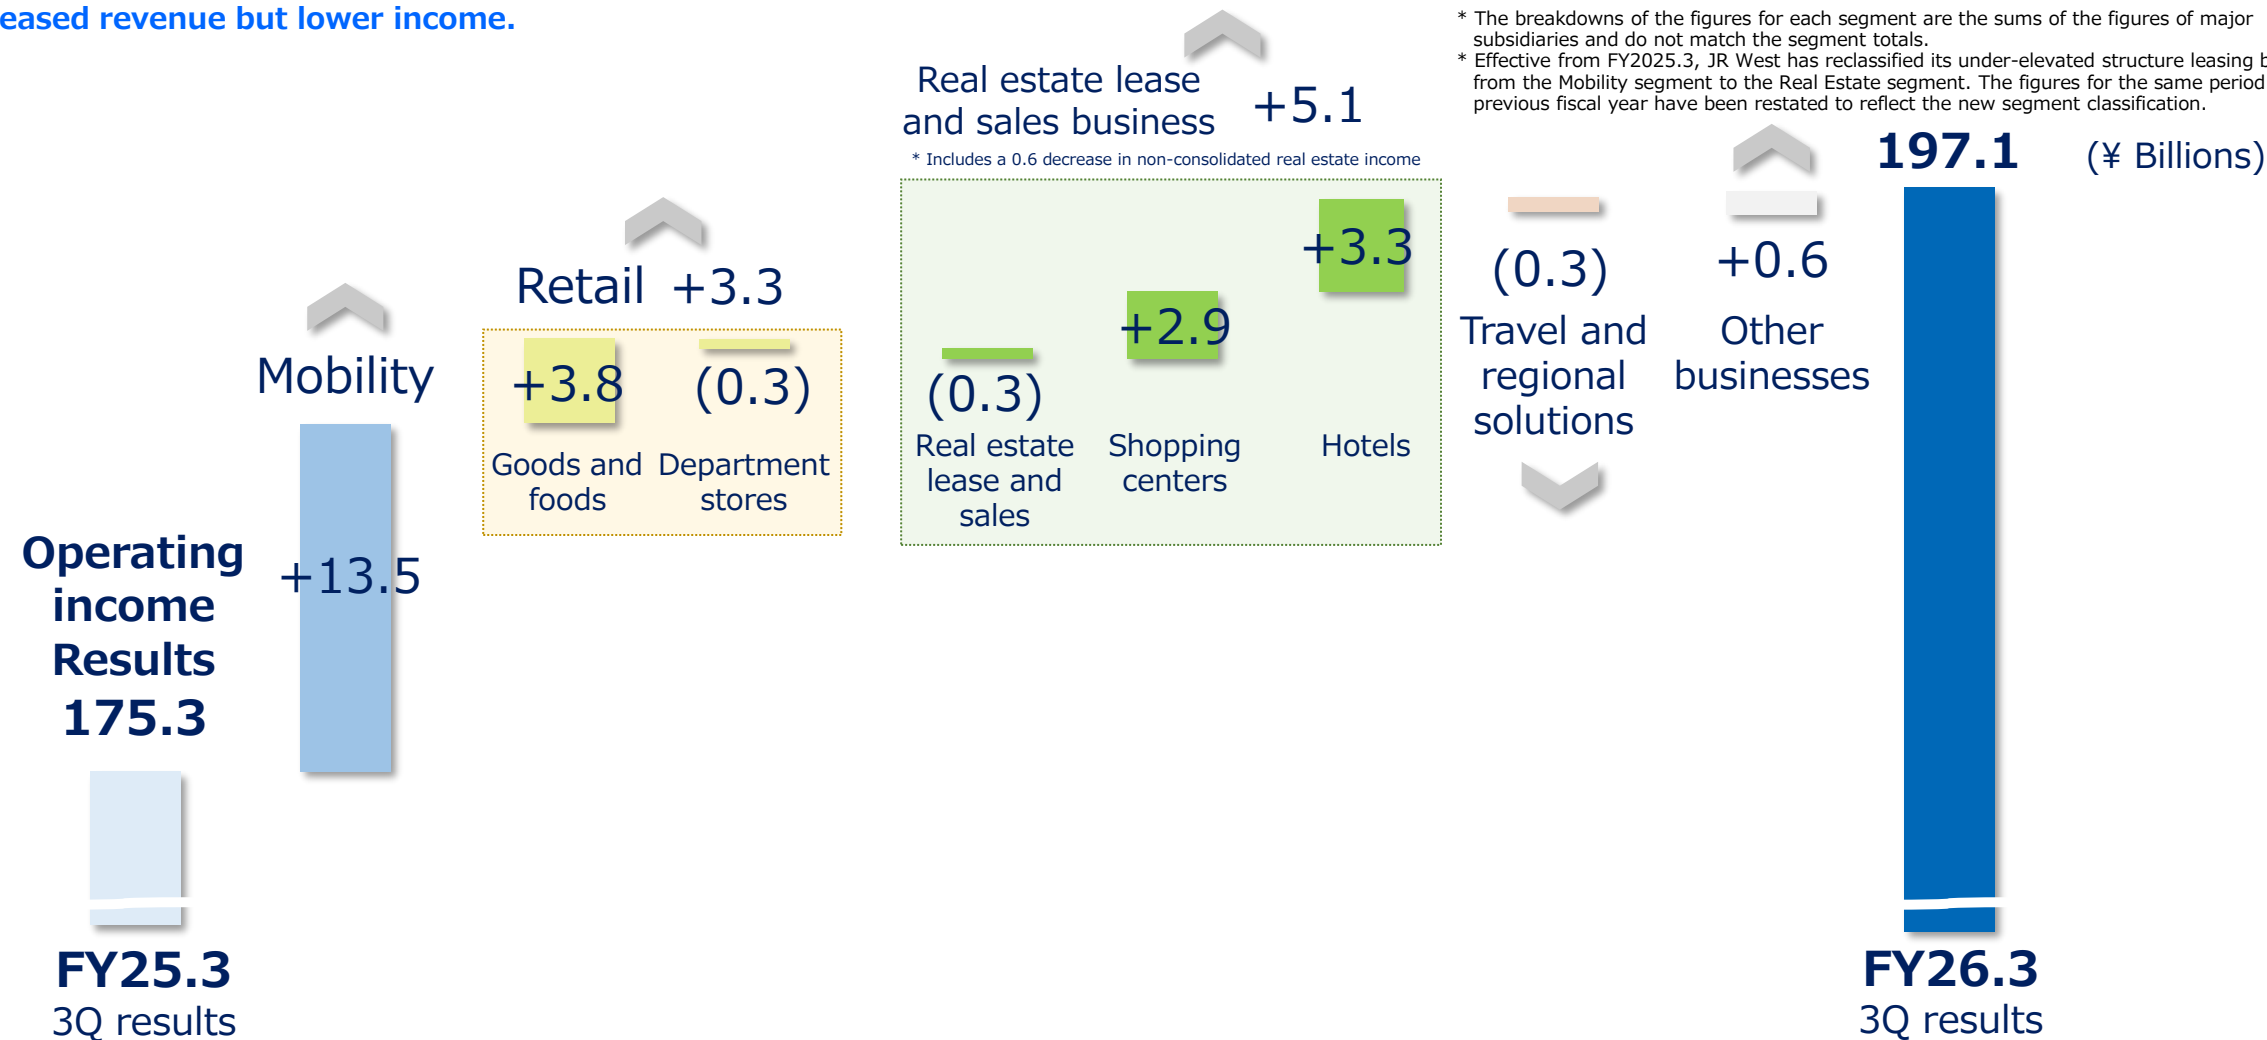 revenue but lower income.
* The breakdowns of the figures for each segment are the sums of the figures of major
subsidiaries and do not match the segment totals.
* Effective from FY2025.3, JR West has reclassified its under-elevated structure leasing
from the Mobility segment to the Real Estate segment. The figures for the same period
previous fiscal year have been restated to reflect the new segment classification.
(¥ Billions)
Operating
income
Results
175.3
FY25.3
3Q results
Mobility
+13.5
Retail +3.3
+3.8
Goods and
foods
(0.3)
Department
stores
Real estate lease
and sales business +5.1
* Includes a 0.6 decrease in non-consolidated real estate income
(0.3)
Real estate
lease and
sales
+2.9
Shopping
centers
+3.3
Hotels
(0.3)
Travel and
regional
solutions
+0.6
Other
businesses
197.1
FY26.3
3Q results